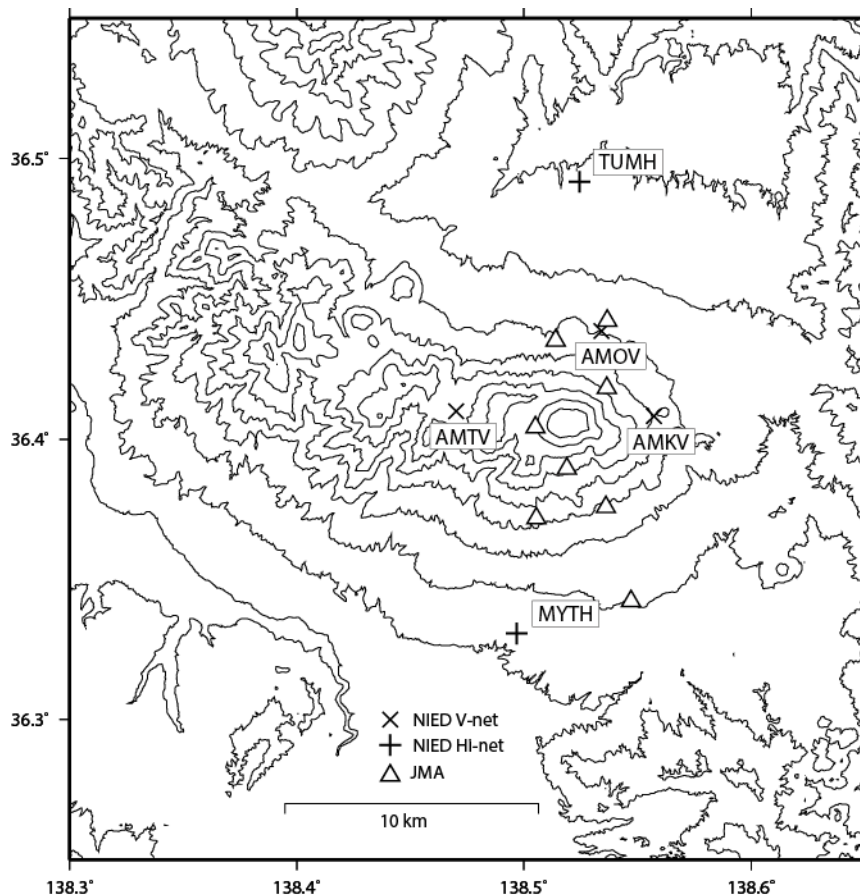 36.5°
TUMH
AMOV
36.4°
AMTV
AMKV
MYTH
36.3°
NIED V-net
NIED HI-net
JMA
10 km
138.3°
138.4°
138.5°
138.6°